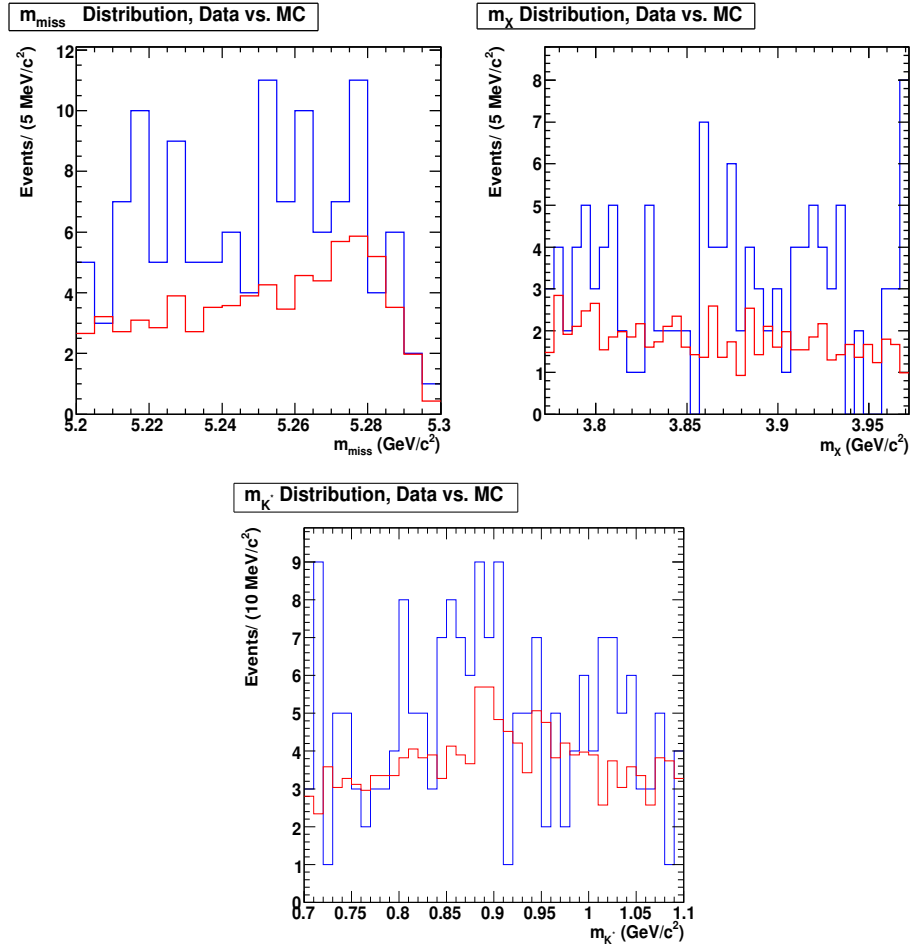 m_miss Distribution, Data vs. MC
Events/ (5 MeV/c²)
12
10
8
6
4
2
0
5.2 5.22 5.24 5.26 5.28 5.3
m_miss (GeV/c²)
m_X Distribution, Data vs. MC
Events/ (5 MeV/c²)
8
7
6
5
4
3
2
1
0
3.8 3.85 3.9 3.95
m_X (GeV/c²)
m_K* Distribution, Data vs. MC
Events/ (10 MeV/c²)
9
8
7
6
5
4
3
2
1
0
0.7 0.75 0.8 0.85 0.9 0.95 1 1.05 1.1
m_K* (GeV/c²)